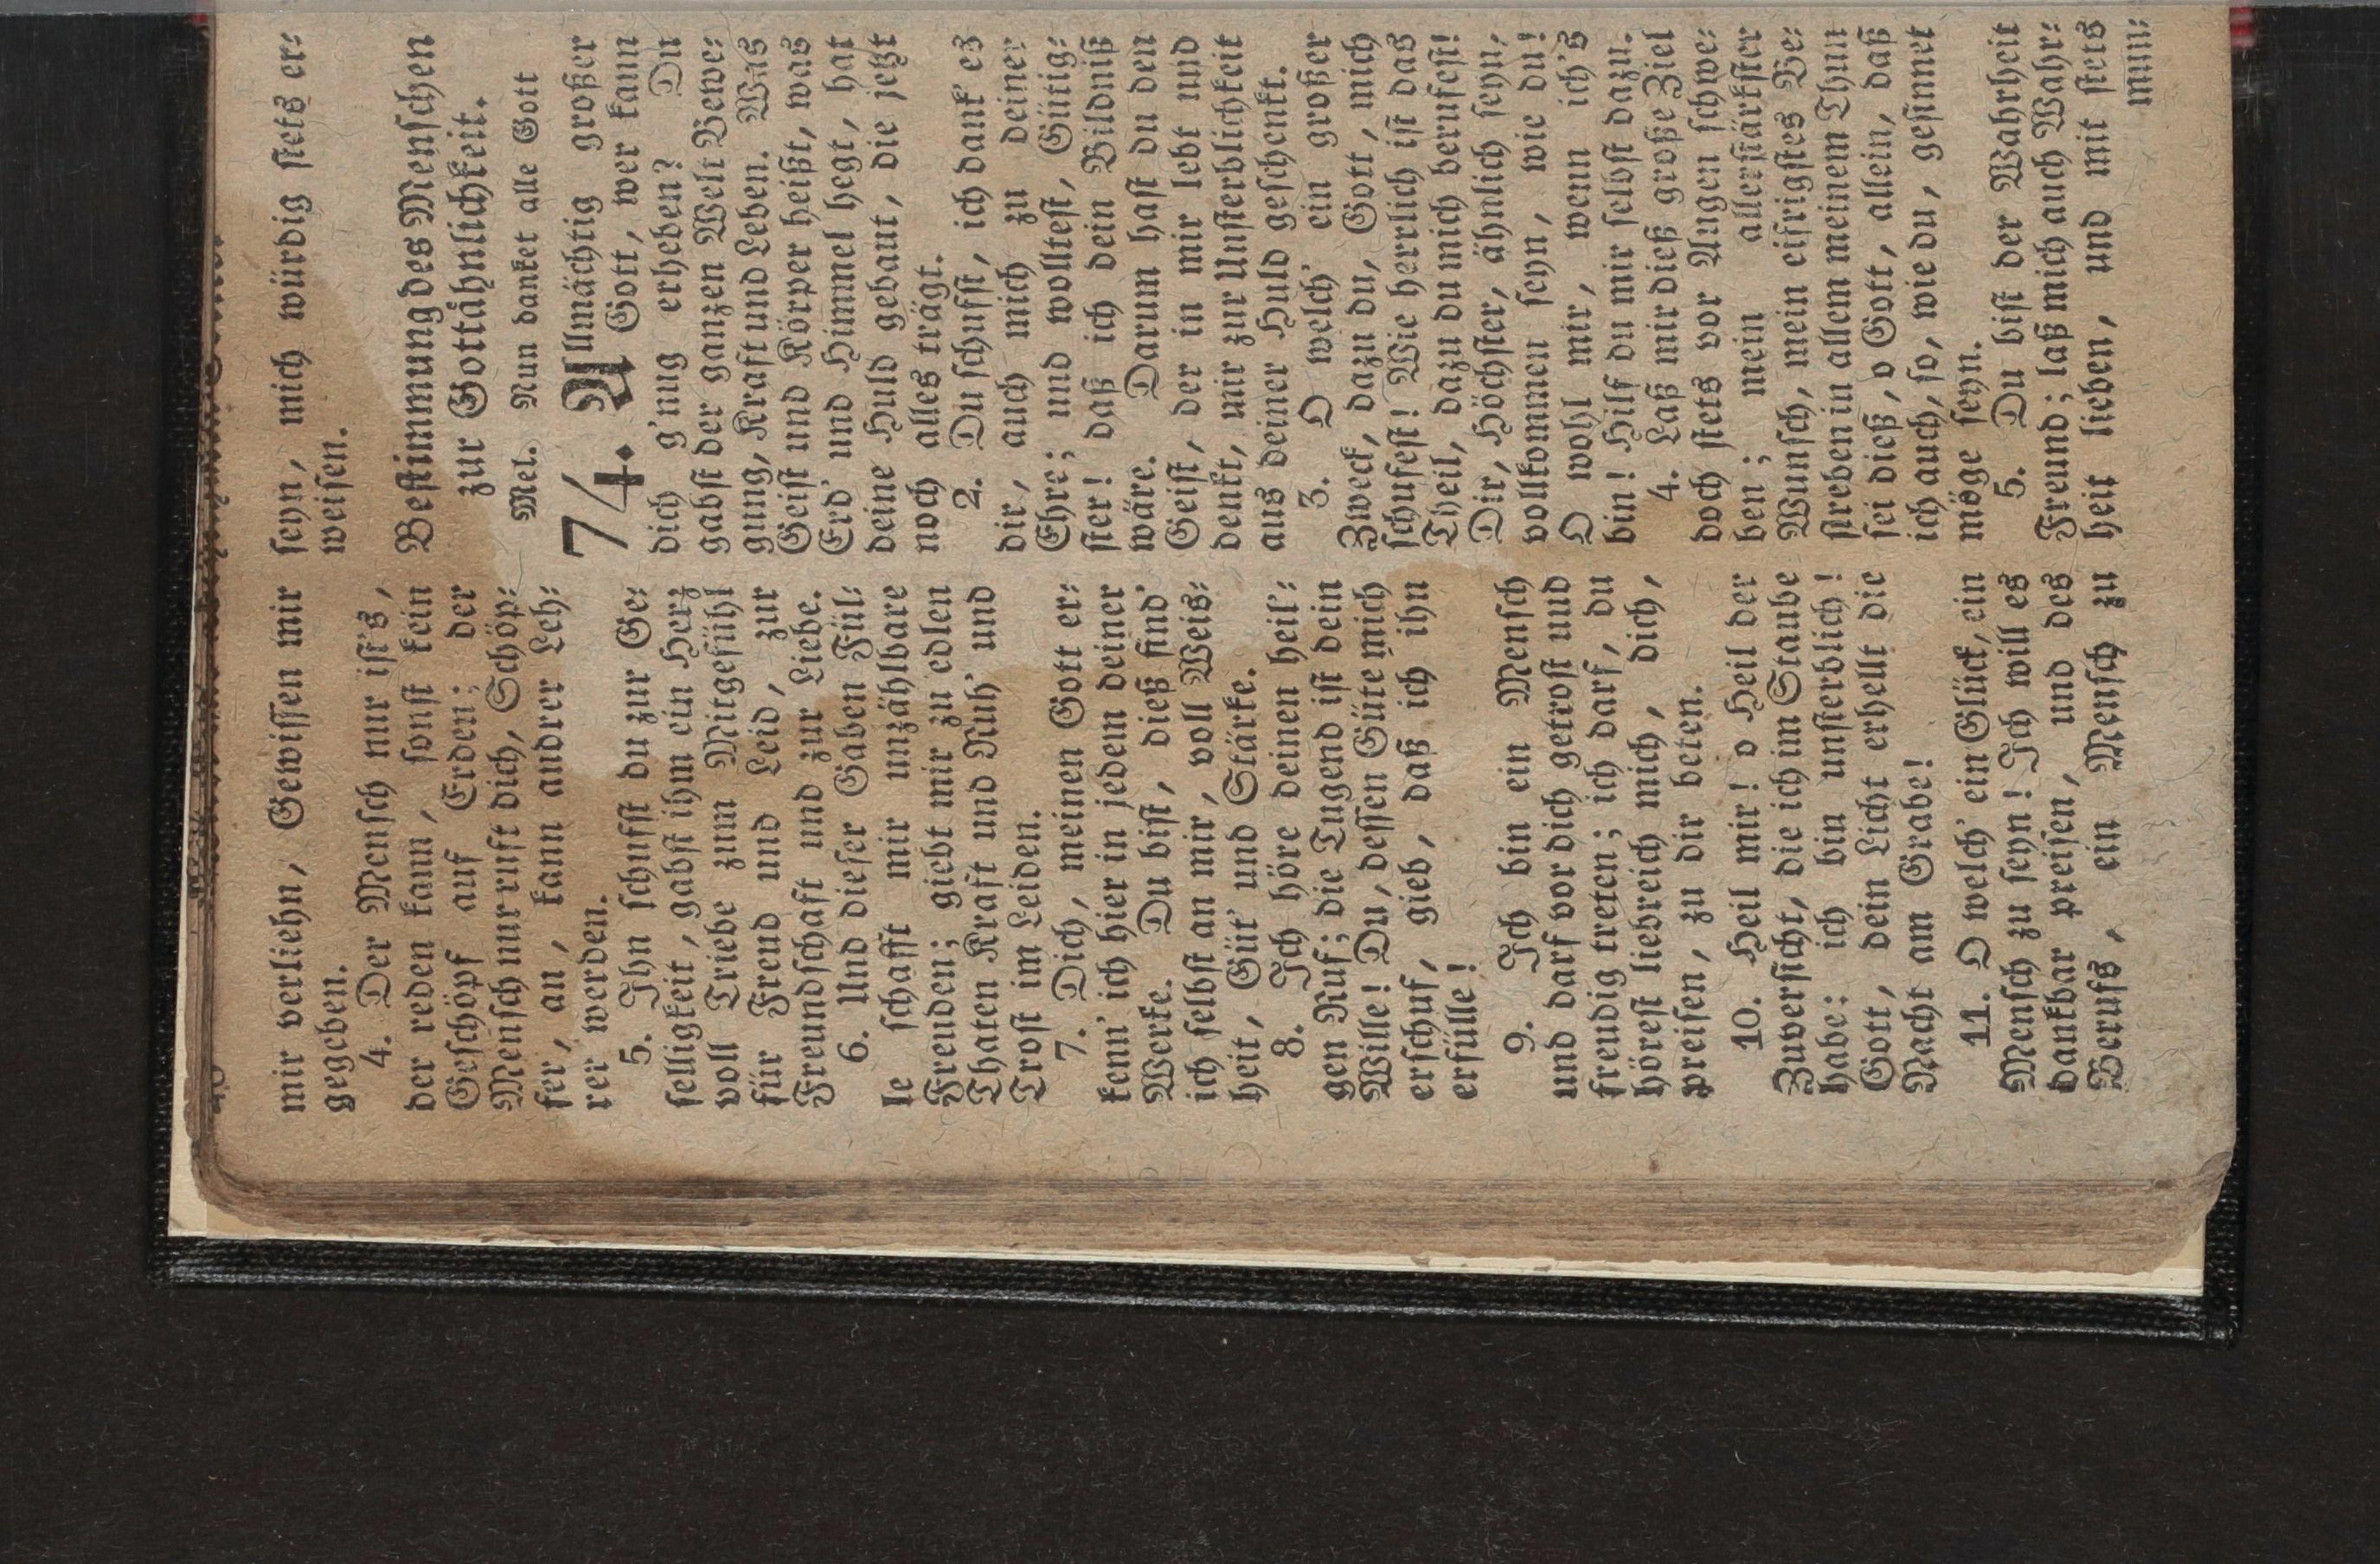 mir verliehn, Gewissen mir
gegeben.
4. Der Mensch nur ist's,
der reden kann, sonst kein
Geschöpf auf Erden; der
Mensch nur ruft dich, Schöp-
fer, an, kann andrer Leh-
rer werden.
5. Ihn schufst du zur Ge-
selligkeit, gabst ihm ein Herz
voll Triebe zum Mitgefühl
für Freud und Leid, zur
Freundschaft und zur Liebe.
6. Und dieser Gaben Fül-
le schafft mir unzählbare
Freuden; giebt mir zu edlen
Thaten Kraft und Ruh' und
Trost im Leiden.
7. Dich, meinen Gott er-
kenn' ich hier in jedem deiner
Werke. Du bist, dieß find'
ich selbst an mir, voll Weis-
heit, Güt' und Stärke.
8. Ich höre deinen heil'-
gen Ruf; die Tugend ist dein
Wille! Du, dessen Güte mich
erschuf, gieb, daß ich ihn
erfülle!
9. Ich bin ein Mensch
und darf vor dich getrost und
freudig treten; ich darf, du
hörest liebreich mich, dich,
preisen, zu dir beten.
10. Heil mir! o Heil der
Zuversicht, die ich im Staube
habe: ich bin unsterblich!
Gott, dein Licht erhellt die
Nacht am Grabe!
11. O welch' ein Glück, ein
Mensch zu seyn! Ich will es
dankbar preisen, und des
Berufs, ein Mensch zu
seyn, mich würdig stets er-
weisen.
Bestimmung des Menschen
zur Gottähnlichkeit.
Mel. Nun danket alle Gott
74. Allmächtig großer
Gott, wer kann
dich g'nug erheben? Du
gabst der ganzen Welt Bewe-
gung, Kraft und Leben. Was
Geist und Körper heißt, was
Erd' und Himmel hegt, hat
deine Huld gebaut, die jetzt
noch alles trägt.
2. Du schufst, ich dank' es
dir, auch mich zu deiner
Ehre; und wolltest, Gütig-
ster! daß ich dein Bildniß
wäre. Darum hast du den
Geist, der in mir lebt und
denkt, mir zur Unsterblichkeit
aus deiner Huld geschenkt.
3. O welch' ein großer
Zweck, dazu du, Gott, mich
schufest! Wie herrlich ist das
Theil, dazu du mich berufest!
Dir, Höchster, ähnlich seyn,
vollkommen seyn, wie du!
O wohl mir, wenn ich's
bin! Hilf du mir selbst dazu.
4. Laß mir dieß große Ziel
doch stets vor Augen schwe-
ben; mein allerstärkster
Wunsch, mein eifrigstes Be-
streben in allem meinem Thun
sei dieß, o Gott, allein, daß
ich auch, so, wie du, gesinnet
möge seyn.
5. Du bist der Wahrheit
Freund; laß mich auch Wahr-
heit lieben, und mit stets
mun-